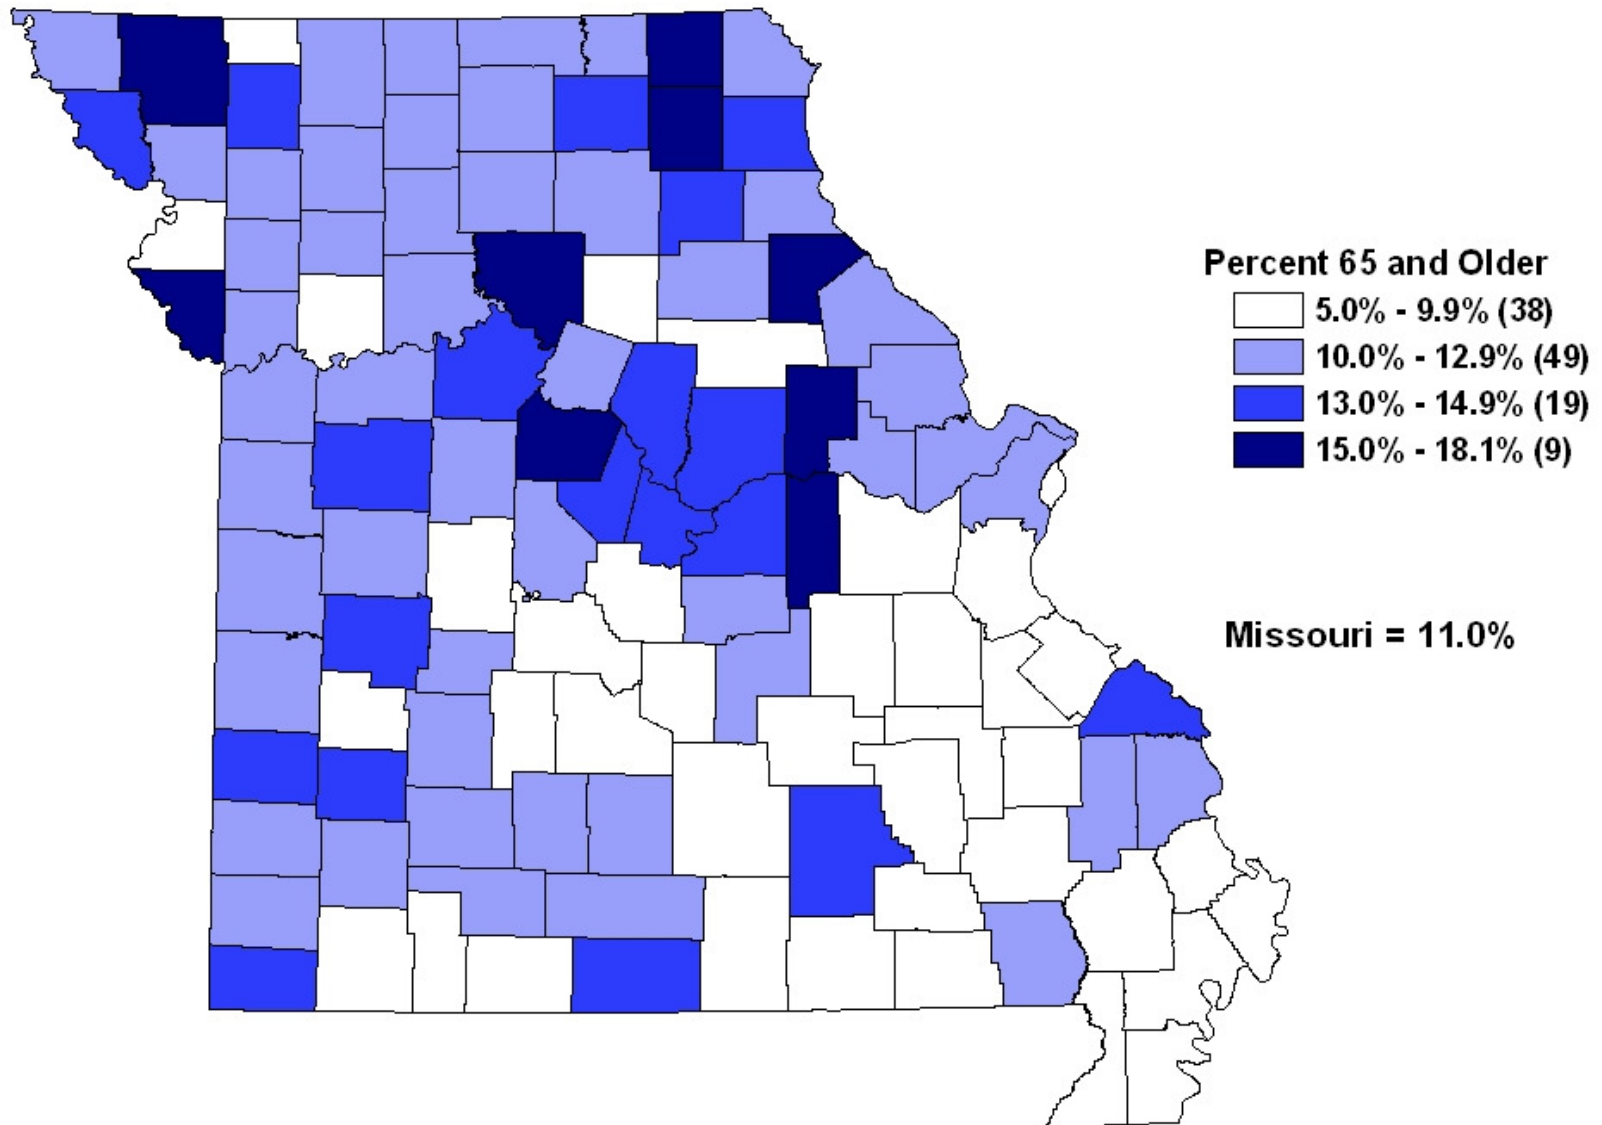 Percent 65 and Older
5.0% - 9.9% (38)
10.0% - 12.9% (49)
13.0% - 14.9% (19)
15.0% - 18.1% (9)
Missouri = 11.0%